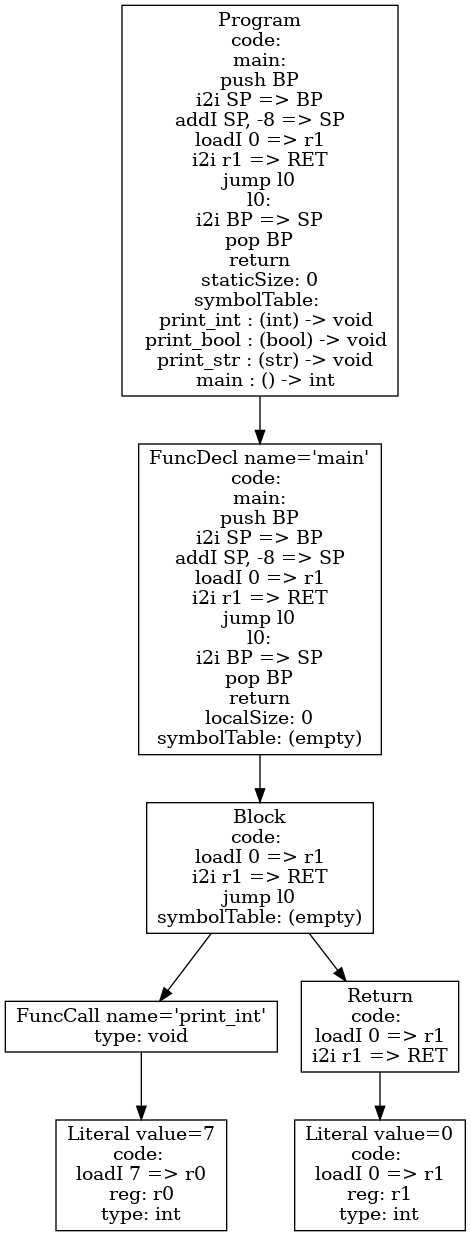 Program
code:
main:
push BP
i2i SP => BP
addI SP, -8 => SP
loadI 0 => r1
i2i r1 => RET
jump l0
l0:
i2i BP => SP
pop BP
return
staticSize: 0
symbolTable:
print_int : (int) -> void
print_bool : (bool) -> void
print_str : (str) -> void
main : () -> int
FuncDecl name='main'
code:
main:
push BP
i2i SP => BP
addI SP, -8 => SP
loadI 0 => r1
i2i r1 => RET
jump l0
l0:
i2i BP => SP
pop BP
return
localSize: 0
symbolTable: (empty)
Block
code:
loadI 0 => r1
i2i r1 => RET
jump l0
symbolTable: (empty)
FuncCall name='print_int'
type: void
Return
code:
loadI 0 => r1
i2i r1 => RET
Literal value=7
code:
loadI 7 => r0
reg: r0
type: int
Literal value=0
code:
loadI 0 => r1
reg: r1
type: int